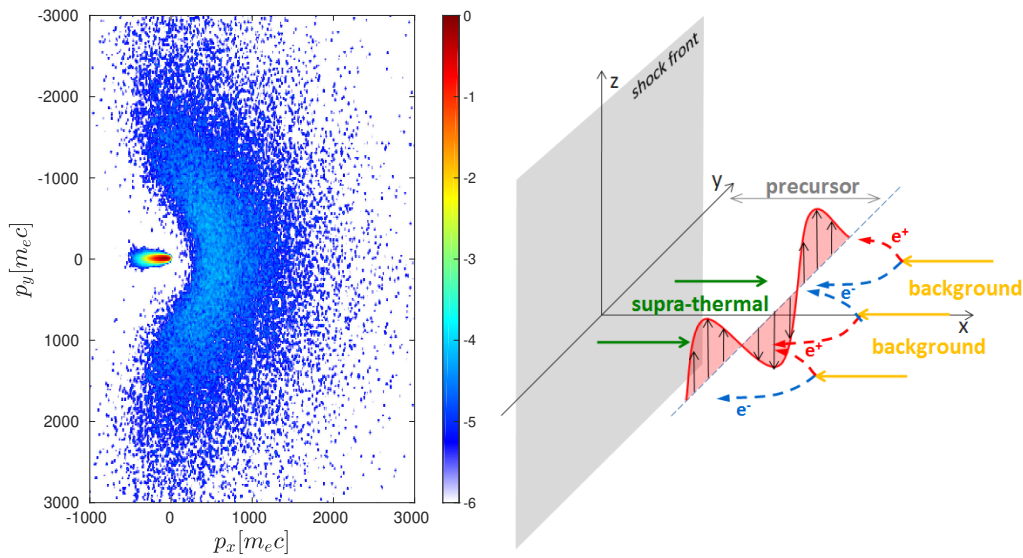 -3000
-2000
-1000
0
1000
2000
3000
-1000
0
1000
2000
3000
p_y[m_ec]
p_x[m_ec]
0
-1
-2
-3
-4
-5
-6
shock front
z
y
precursor
e+
supra-thermal
e-
background
x
e+
background
e-